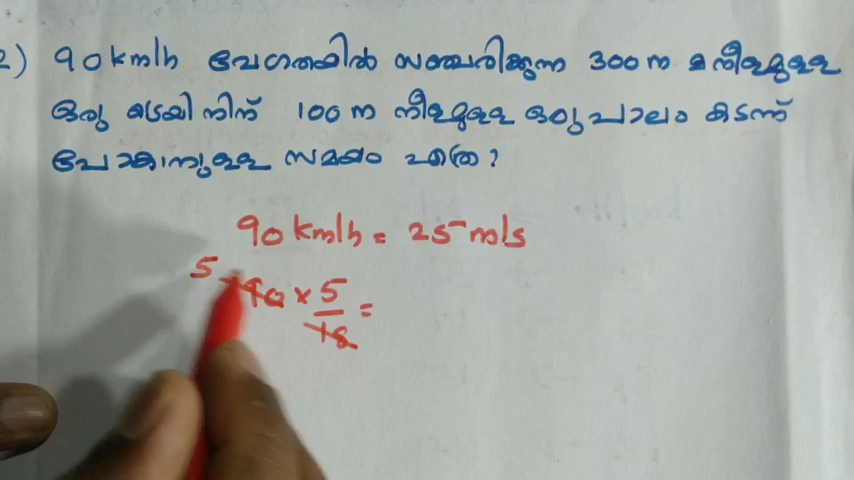 2) 90 km/h വേഗതയിൽ സഞ്ചരിക്കുന്ന 300 m നീളമുള്ള
ഒരു ട്രെയിനിന് 100 m നീളമുള്ള ഒരു പാലം കടന്ന്
പോകാനുള്ള സമയം എത്ര?
90 km/h = 25 m/s
5 90 × 5/18 =